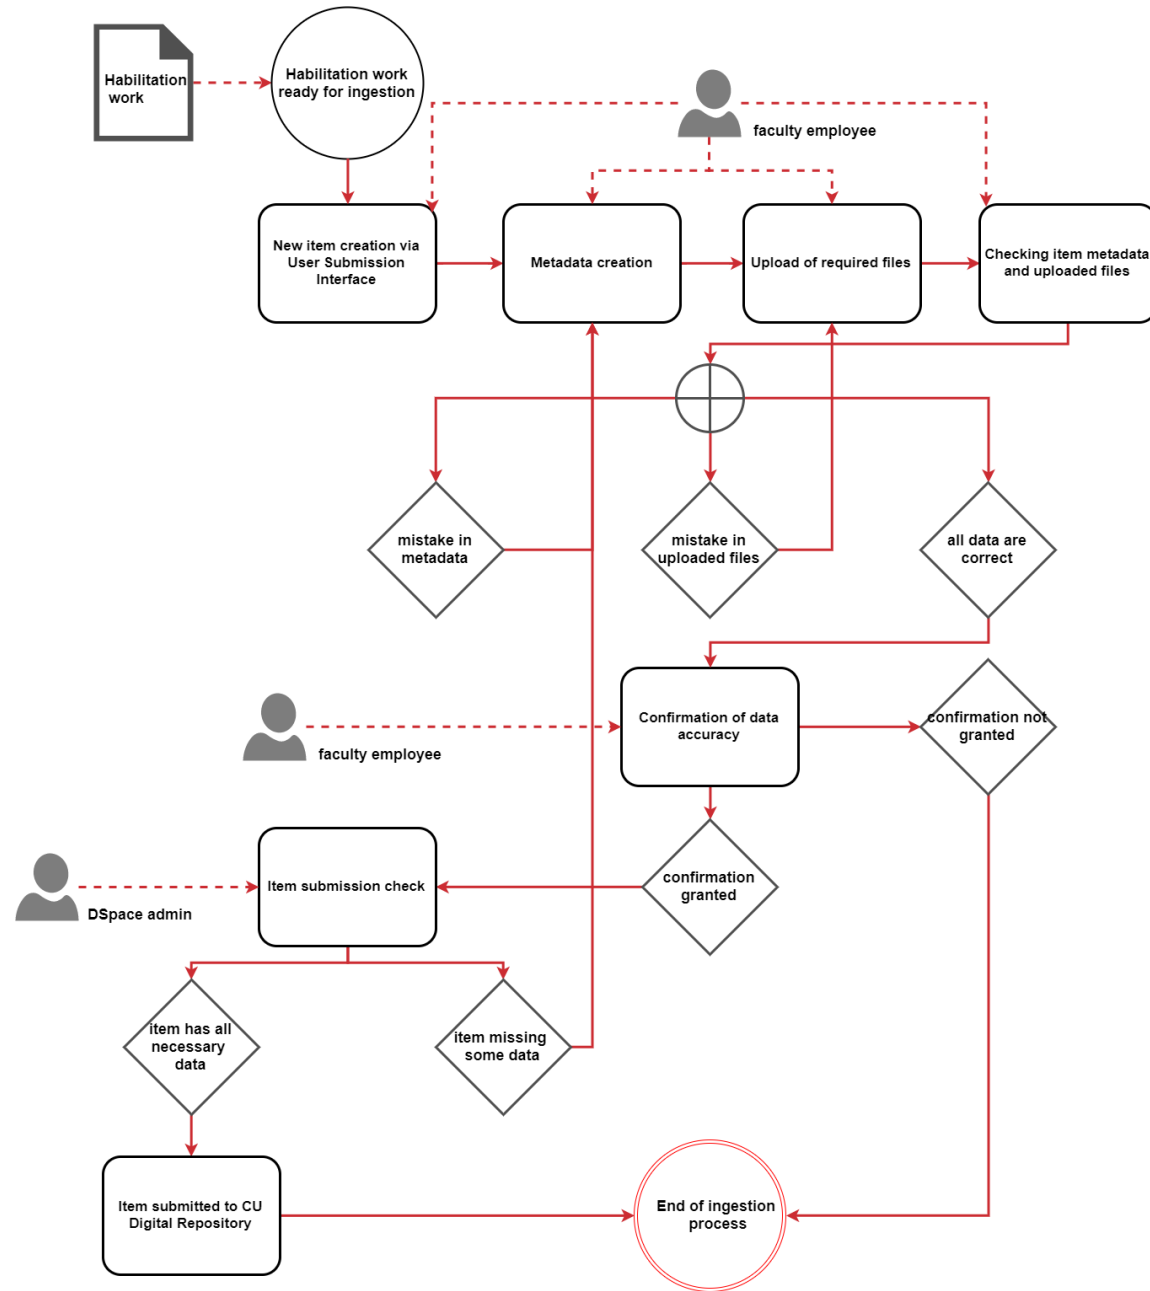 Habilitation
work
Habilitation work
ready for ingestion
faculty employee
New item creation via
User Submission
Interface
Metadata creation
Upload of required files
Checking item metadata
and uploaded files
mistake in
metadata
mistake in
uploaded files
all data are
correct
Confirmation of data
accuracy
confirmation not
granted
faculty employee
Item submission check
confirmation
granted
DSpace admin
item has all
necessary
data
item missing
some data
Item submitted to CU
Digital Repository
End of ingestion
process